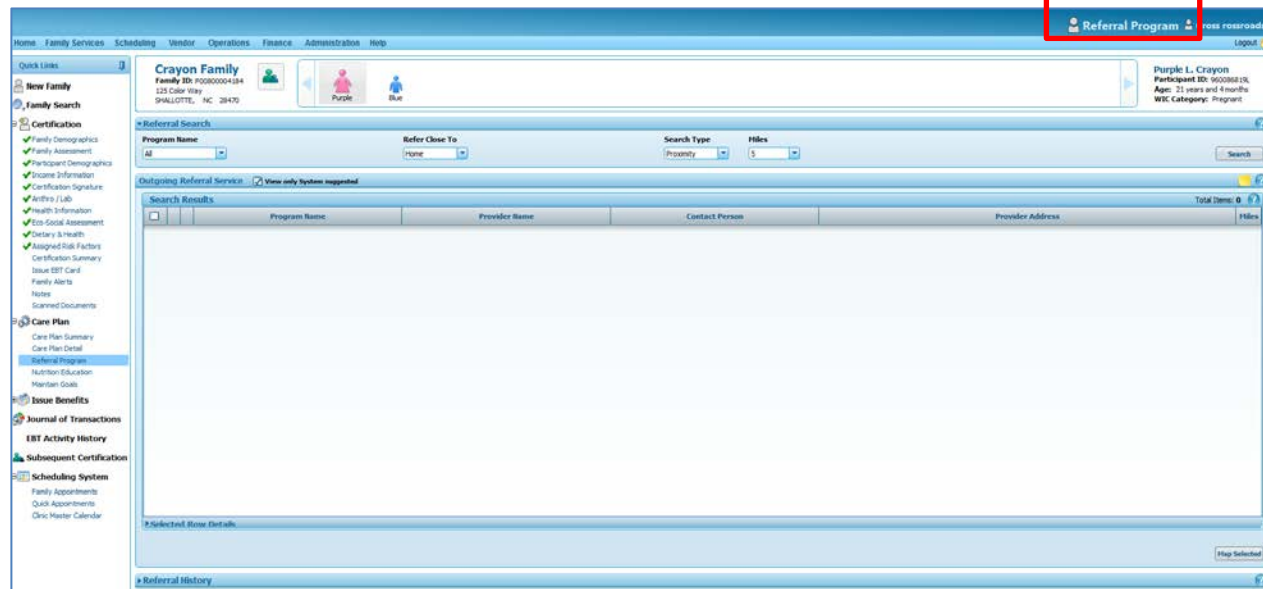 Referral Program
Home Family Services Scheduling Vendor Operations Finance Administration Help
Logout
Quick Links
New Family
Family Search
Certification
Family Demographics
Family Assessment
Participant Demographics
Income Information
Certification Signature
Anthro / Lab
Health Information
Eco-Social Assessment
Dietary & Health
Assigned Risk Factors
Certification Summary
Issue EBT Card
Family Alerts
Notes
Scanned Documents
Care Plan
Care Plan Summary
Care Plan Detail
Referral Program
Nutrition Education
Maintain Goals
Issue Benefits
Journal of Transactions
EBT Activity History
Subsequent Certification
Scheduling System
Family Appointments
Quick Appointments
Clinic Master Calendar
Crayon Family
Family ID: F00800004184
125 Color Way
SHALLOTTE, NC 28470
Purple
Blue
Purple L. Crayon
Participant ID:
Age: 21 years and 4 months
WIC Category: Pregnant
Referral Search
Program Name Refer Close To Search Type Miles
All Home Proximity 5 Search
Outgoing Referral Service View only System suggested
Search Results Total Items: 0
Program Name Provider Name Contact Person Provider Address Miles
Selected Row Details
Map Selected
Referral History